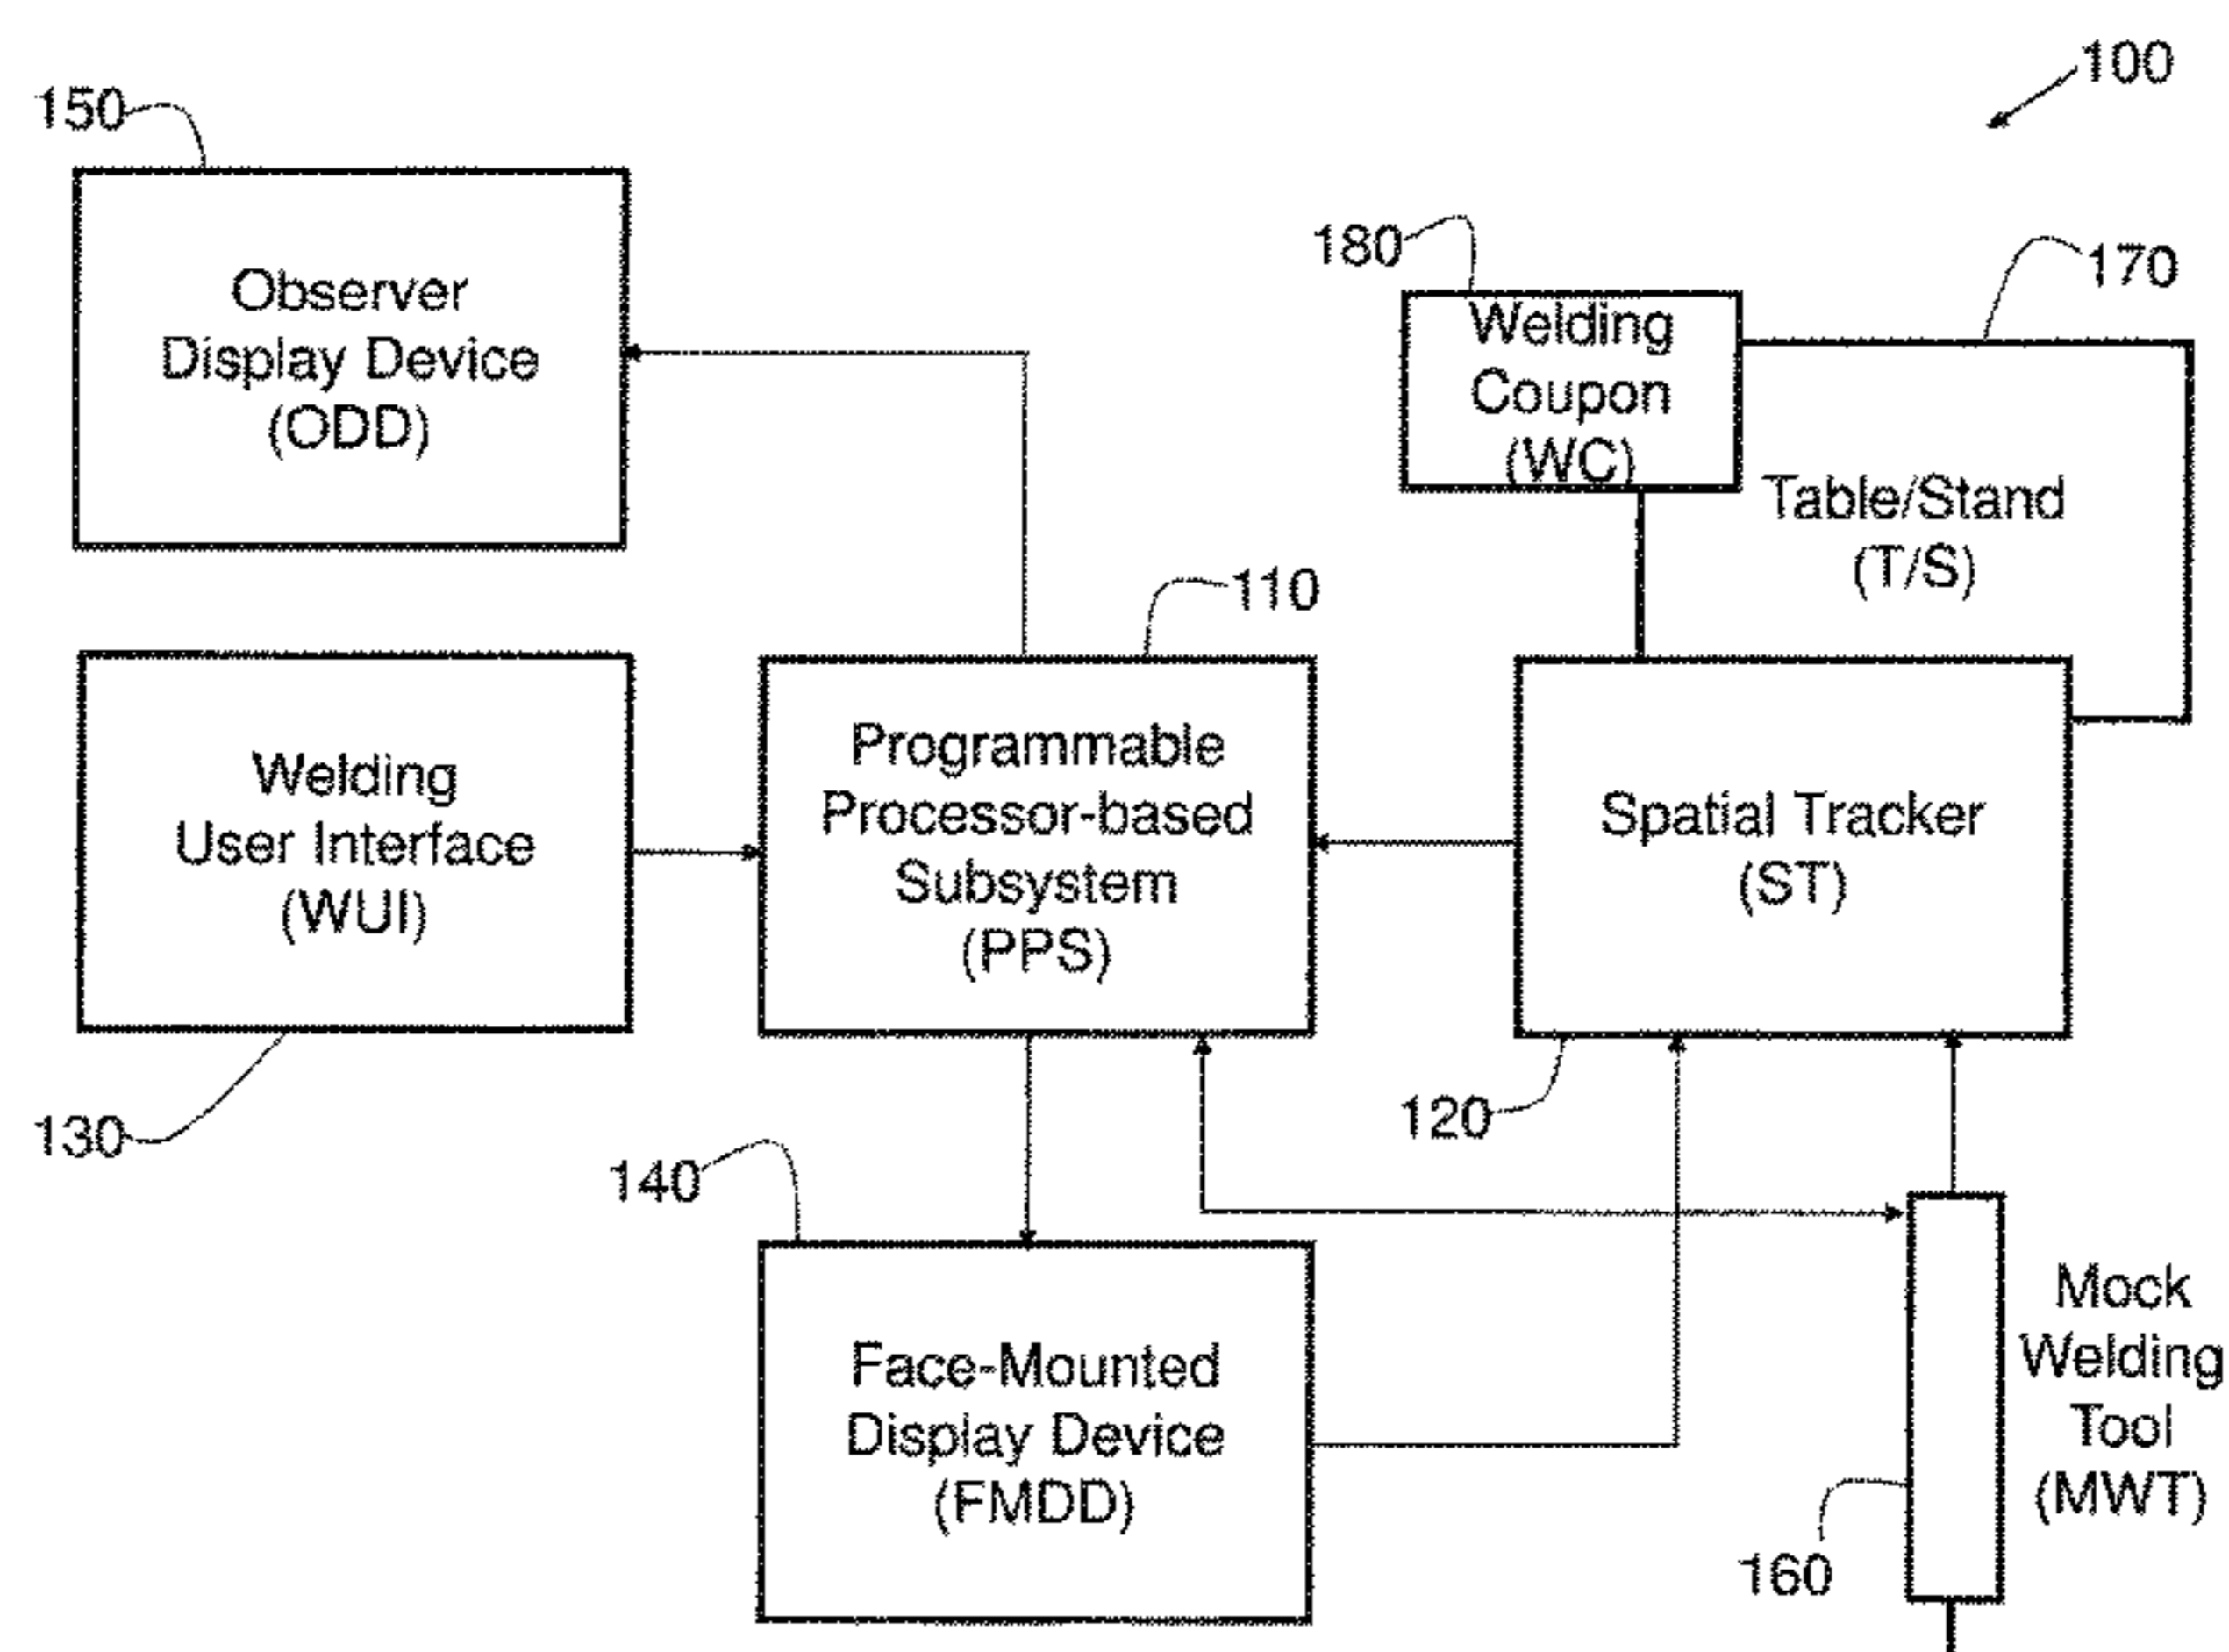 100
150
Observer
Display Device
(ODD)
180
Welding
Coupon
(WC)
170
Table/Stand
(T/S)
110
Welding
User Interface
(WUI)
130
Programmable
Processor-based
Subsystem
(PPS)
Spatial Tracker
(ST)
120
140
Face-Mounted
Display Device
(FMDD)
Mock
Welding
Tool
(MWT)
160